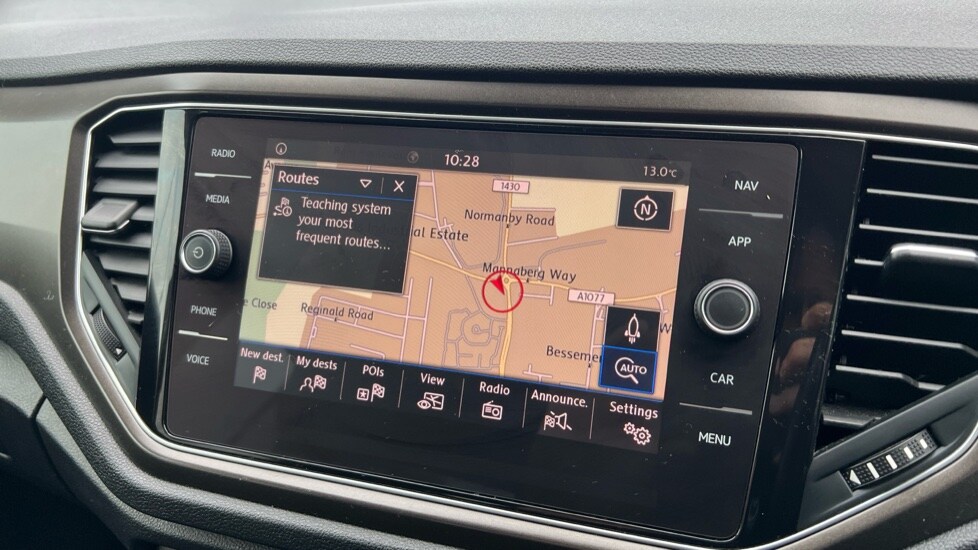 RADIO
MEDIA
PHONE
VOICE
10:28
13.0°C
Routes
Teaching system
your most
frequent routes...
1430
N
Normanby Road
al Estate
Mannaberg Way
A1077
e Close
Reginald Road
Besseme
W
AUTO
New dest.
My dests
POIs
View
Radio
Announce.
Settings
NAV
APP
CAR
MENU